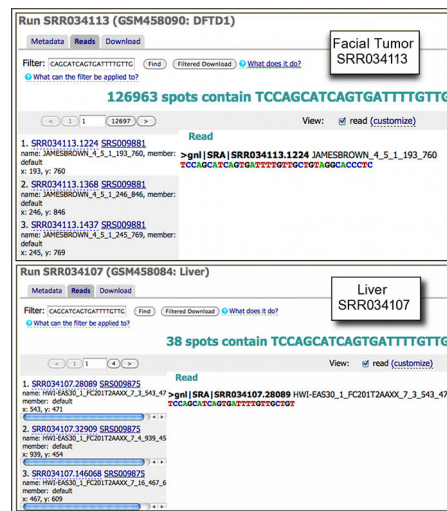 Run SRR034113 (GSM458090: DFTD1)
Metadata Reads Download
Facial Tumor
SRR034113
Filter: CAGCATCAGTGATTTTGTTG Find Filtered Download What does it do?
What can the filter be applied to?
126963 spots contain TCCAGCATCAGTGATTTTGTTG
< 1 1 12697 > View: read (customize)
Read
1. SRR034113.1224 SRS009881
name: JAMESBROWN_4_5_1_193_760, member:
default
x: 193, y: 760
>gnl|SRA|SRR034113.1224 JAMESBROWN_4_5_1_193_760
TCCAGCATCAGTGATTTTGTTGCTGTAGGCACCCTC
2. SRR034113.1368 SRS009881
name: JAMESBROWN_4_5_1_246_846, member:
default
x: 246, y: 846
3. SRR034113.1437 SRS009881
name: JAMESBROWN_4_5_1_245_769, member:
default
x: 245, y: 769
Run SRR034107 (GSM458084: Liver)
Metadata Reads Download
Liver
SRR034107
Filter: CAGCATCAGTGATTTTGTTG Find Filtered Download What does it do?
What can the filter be applied to?
38 spots contain TCCAGCATCAGTGATTTTGTTG
< 1 1 4 > View: read (customize)
Read
1. SRR034107.28089 SRS009875
name: HWI-EAS30_1_FC201T2AAXX_7_3_543_47
member: default
x: 543, y: 471
>gnl|SRA|SRR034107.28089 HWI-EAS30_1_FC201T2AAXX_7_3_543_47
TCCAGCATCAGTGATTTTGTTGCTGT
2. SRR034107.32909 SRS009875
name: HWI-EAS30_1_FC201T2AAXX_7_4_939_45
member: default
x: 939, y: 454
3. SRR034107.146068 SRS009875
name: HWI-EAS30_1_FC201T2AAXX_7_16_467_6
member: default
x: 467, y: 609